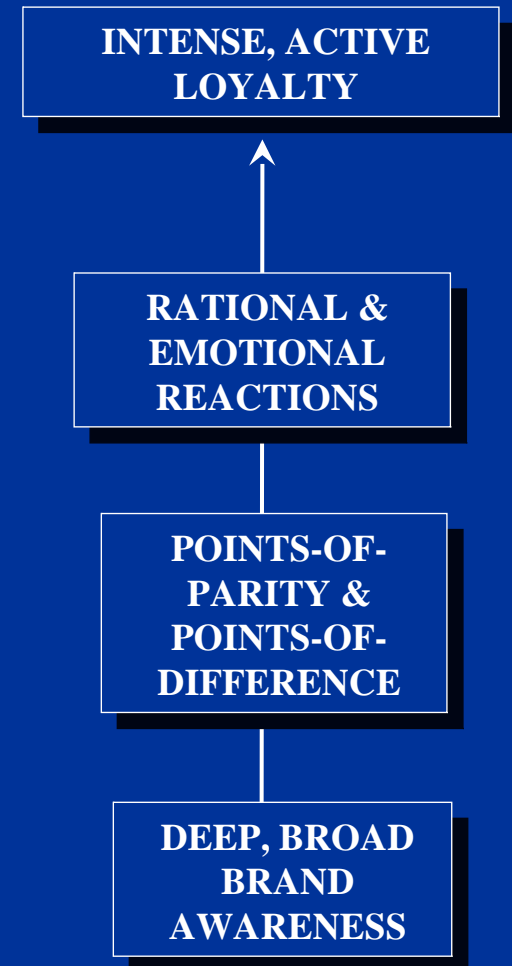 INTENSE, ACTIVE
LOYALTY
RATIONAL &
EMOTIONAL
REACTIONS
POINTS-OF-
PARITY &
POINTS-OF-
DIFFERENCE
DEEP, BROAD
BRAND
AWARENESS